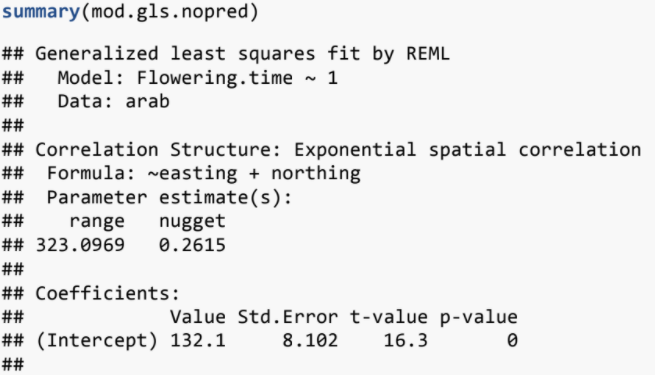 summary(mod.gls.nopred)
## Generalized least squares fit by REML
##   Model: Flowering.time ~ 1
##   Data: arab
##
## Correlation Structure: Exponential spatial correlation
##  Formula: ~easting + northing
##  Parameter estimate(s):
##    range   nugget
## 323.0969   0.2615
##
## Coefficients:
##             Value Std.Error t-value p-value
## (Intercept) 132.1     8.102    16.3       0
##